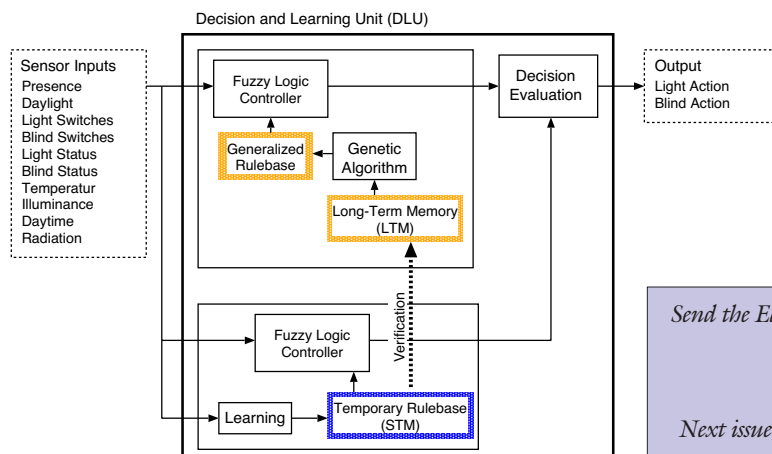 Decision and Learning Unit (DLU)
Sensor Inputs
Presence
Daylight
Light Switches
Blind Switches
Light Status
Blind Status
Temperatur
Illuminance
Daytime
Radiation
Fuzzy Logic
Controller
Generalized
Rulebase
Genetic
Algorithm
Long-Term Memory
(LTM)
Decision
Evaluation
Output
Light Action
Blind Action
Verification
Fuzzy Logic
Controller
Learning
Temporary Rulebase
(STM)
Send the
Next issue